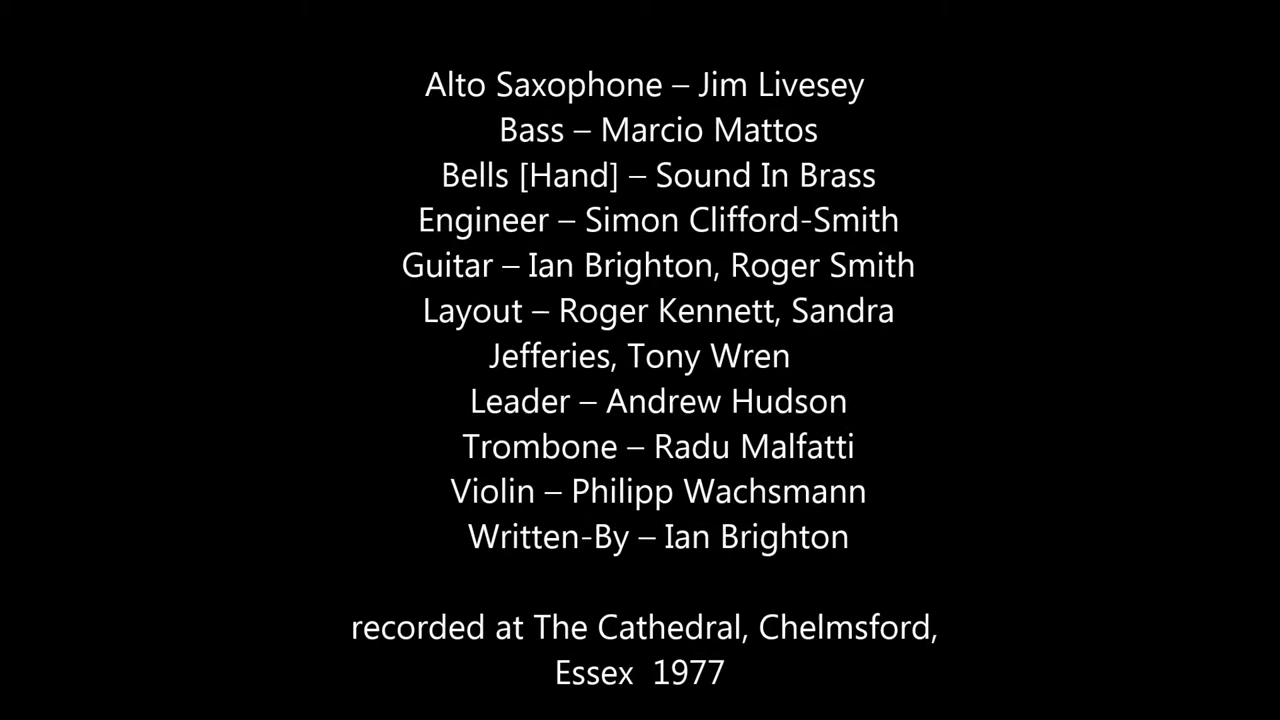 Alto Saxophone – Jim Livesey
Bass – Marcio Mattos
Bells [Hand] – Sound In Brass
Engineer – Simon Clifford-Smith
Guitar – Ian Brighton, Roger Smith
Layout – Roger Kennett, Sandra
Jefferies, Tony Wren
Leader – Andrew Hudson
Trombone – Radu Malfatti
Violin – Philipp Wachsmann
Written-By – Ian Brighton
recorded at The Cathedral, Chelmsford,
Essex  1977